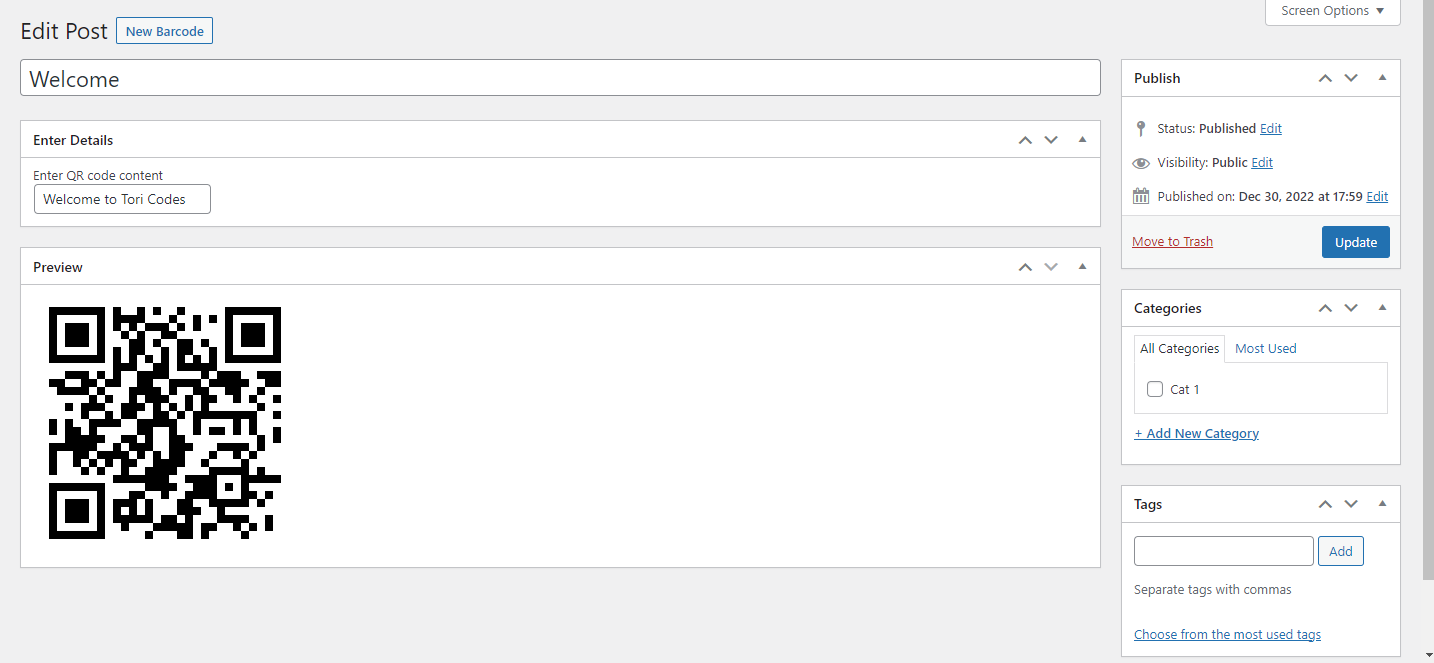 Screen Options
Edit Post New Barcode
Welcome
Enter Details
Enter QR code content
Welcome to Tori Codes
Preview
Publish
Status: Published Edit
Visibility: Public Edit
Published on: Dec 30, 2022 at 17:59 Edit
Move to Trash Update
Categories
All Categories Most Used
Cat 1
+ Add New Category
Tags
Add
Separate tags with commas
Choose from the most used tags